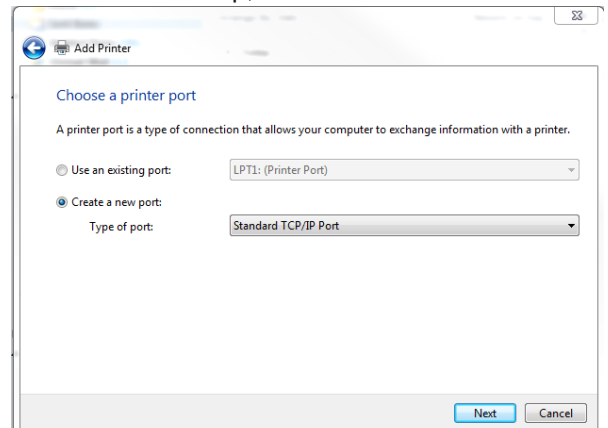 Add Printer
Choose a printer port
A printer port is a type of connection that allows your computer to exchange information with a printer.
Use an existing port: LPT1: (Printer Port)
Create a new port:
Type of port: Standard TCP/IP Port
Next Cancel